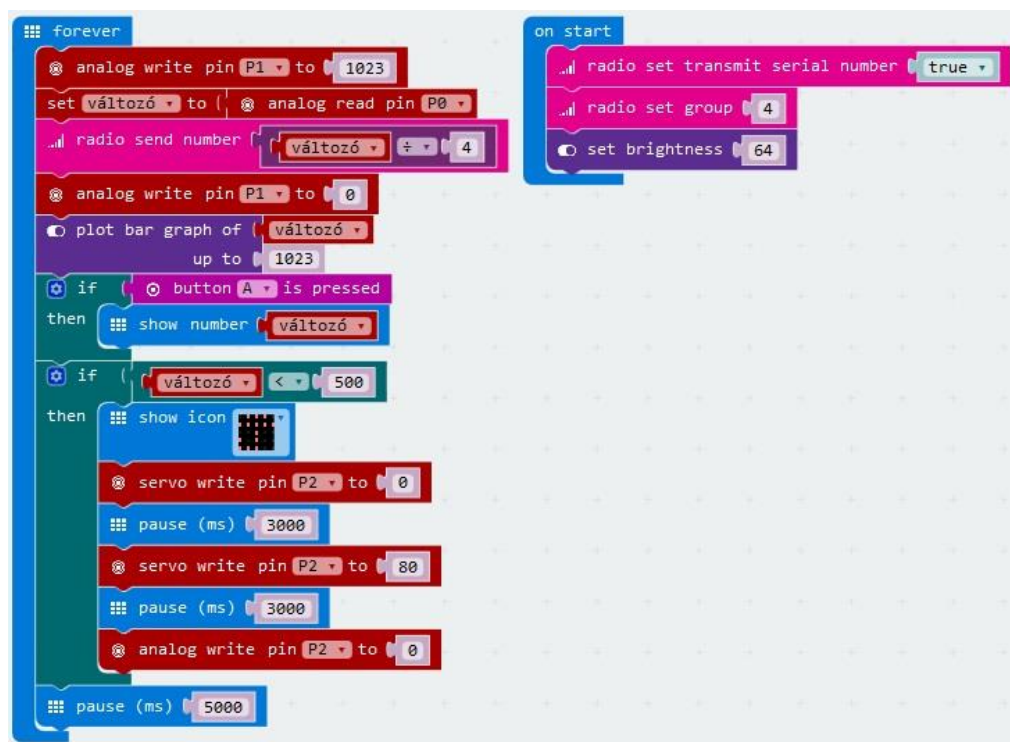 forever
analog write pin P1 to 1023
set változó to analog read pin P0
radio send number változó ÷ 4
analog write pin P1 to 0
plot bar graph of változó
up to 1023
if button A is pressed
then show number változó
if változó < 500
then show icon
servo write pin P2 to 0
pause (ms) 3000
servo write pin P2 to 80
pause (ms) 3000
analog write pin P2 to 0
pause (ms) 5000
on start
radio set transmit serial number true
radio set group 4
set brightness 64